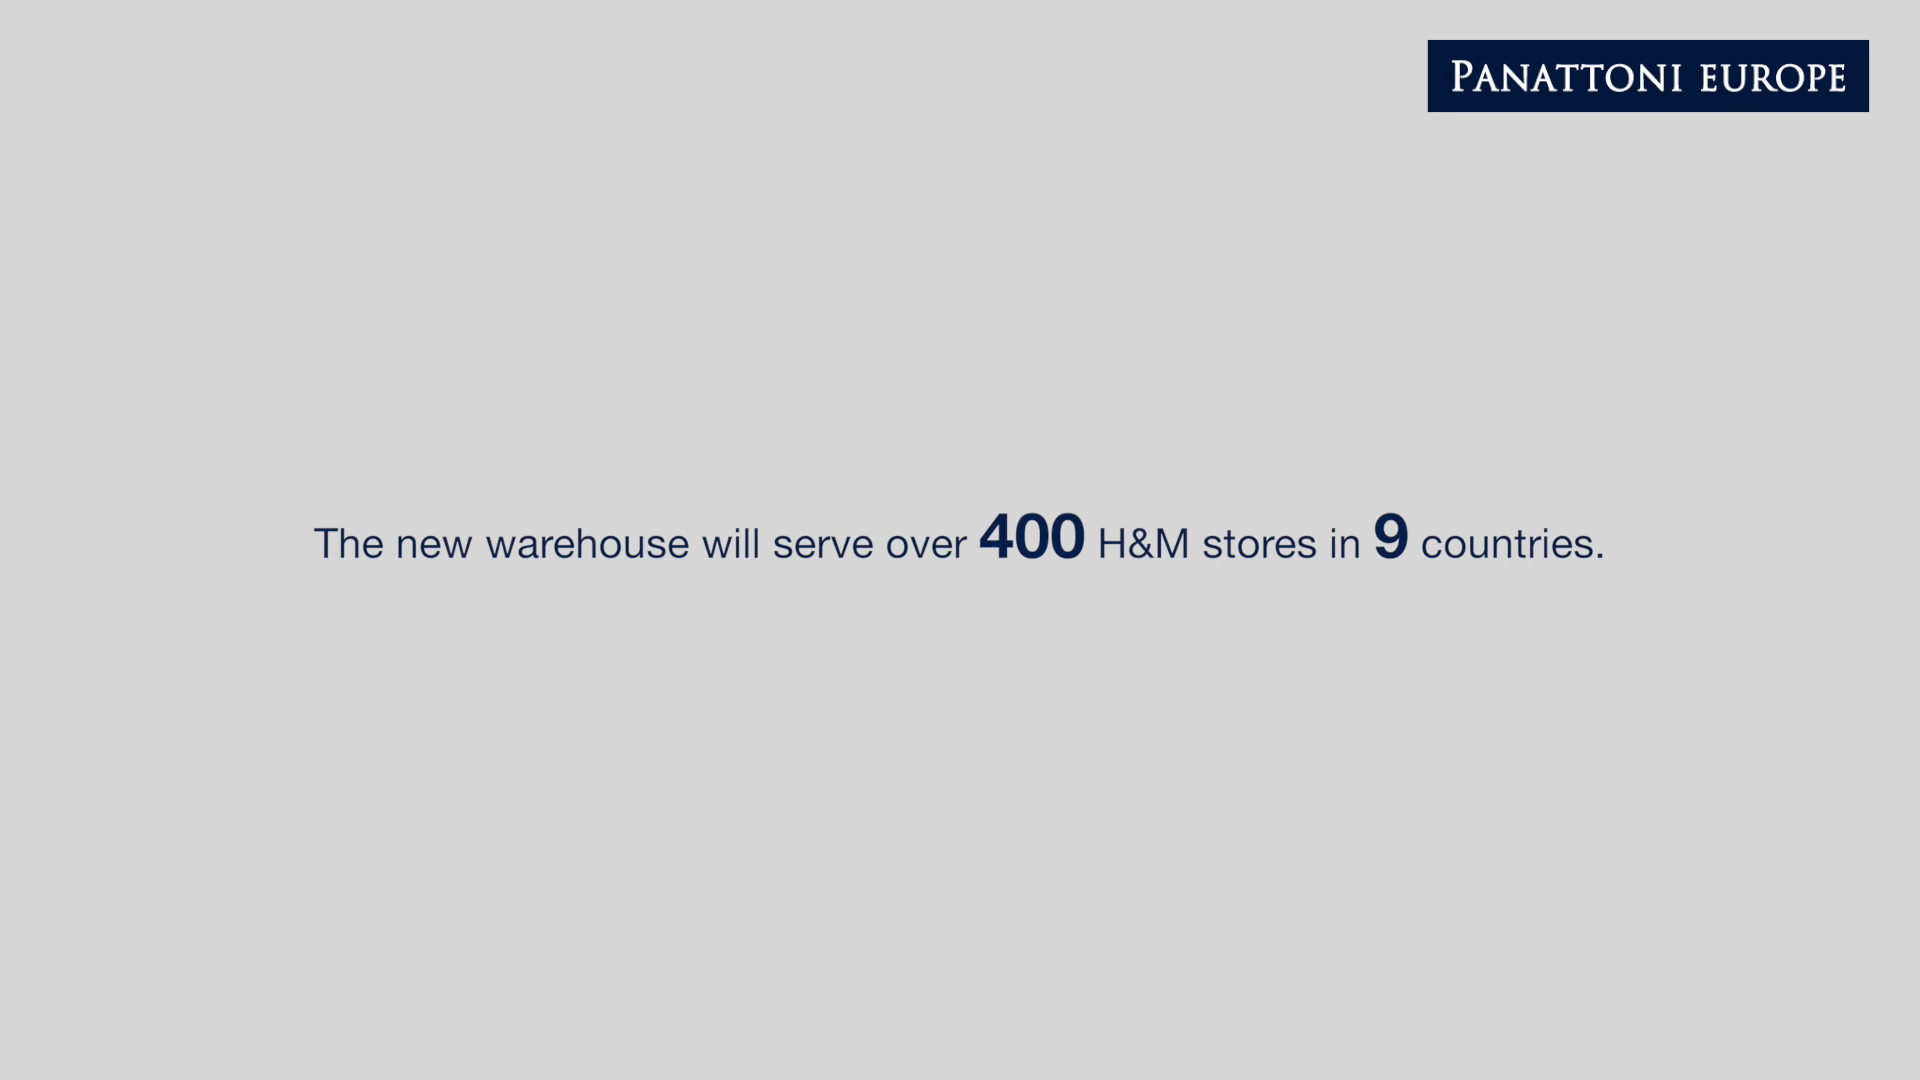 PANATTONI EUROPE
The new warehouse will serve over 400 H&M stores in 9 countries.